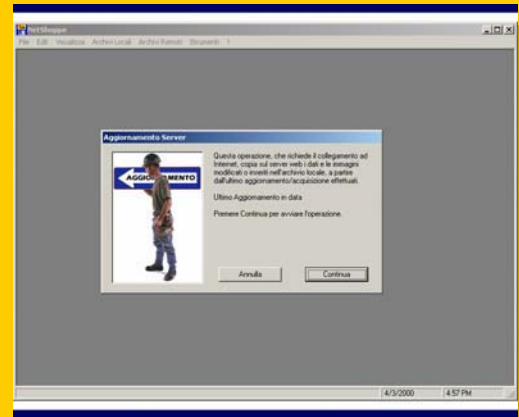 NetShoppe
File Edit Visualizza Archivi Locali Archivi Remoti Strumenti ?
Aggiornamento Server
AGGIORNAMENTO
Questa operazione, che richiede il collegamento ad
Internet, copia sul server web i dati e le immagini
modificati o inseriti nell'archivio locale, a partire
dall'ultimo aggiornamento/acquisizione effettuati.
Ultimo Aggiornamento in data
Premere Continua per avviare l'operazione.
Annulla Continua
4/3/2000 4:57 PM